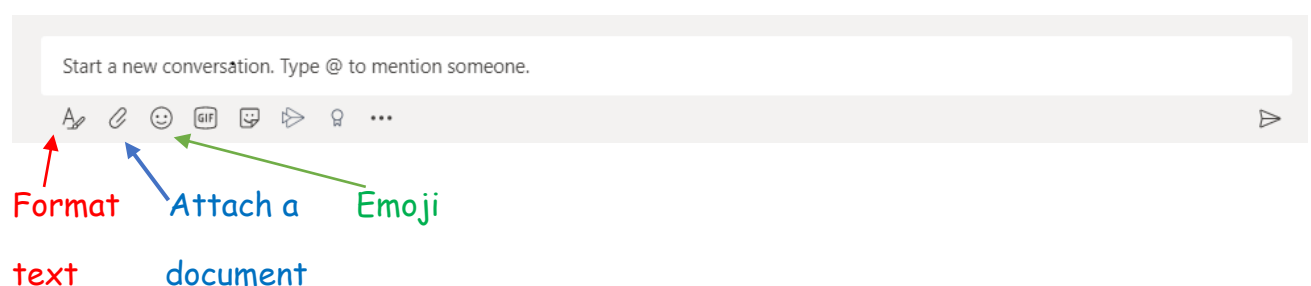 Start a new conversation. Type @ to mention someone.
GIF
Format Attach a Emoji
text document